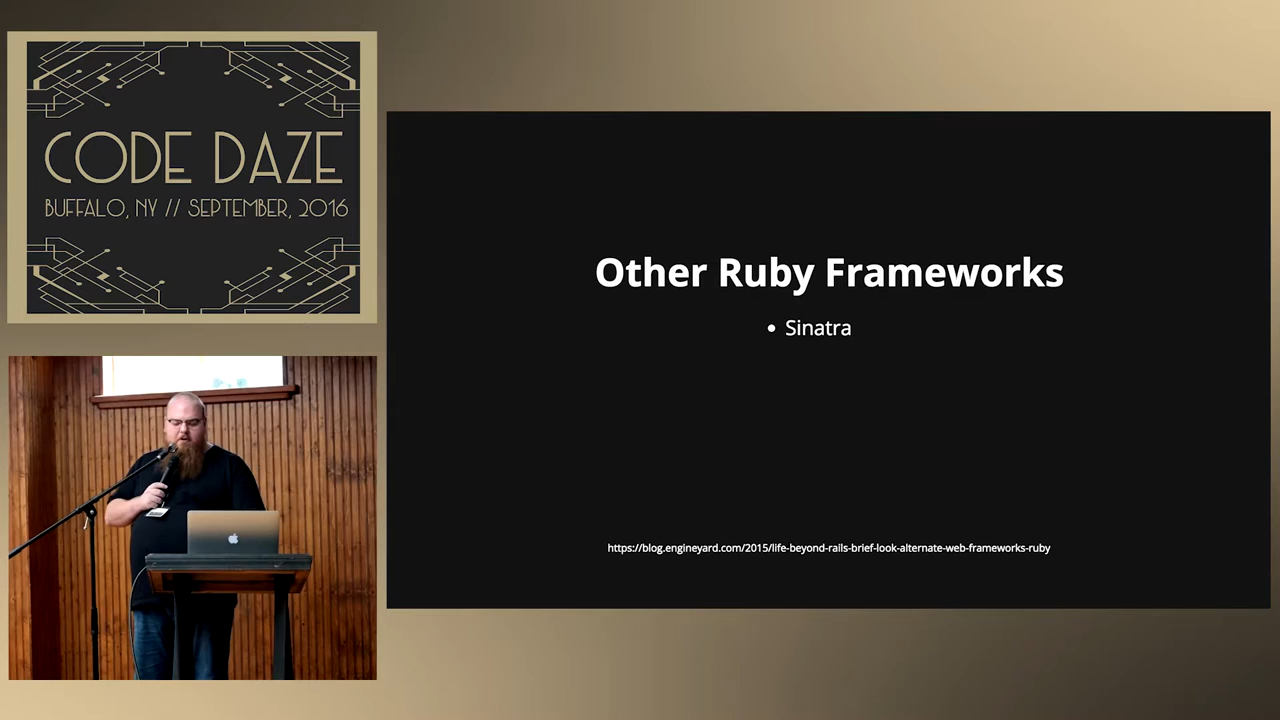 CODE DAZE
BUFFALO, NY // SEPTEMBER, 2016
Other Ruby Frameworks
• Sinatra
https://blog.engineyard.com/2015/life-beyond-rails-brief-look-alternate-web-frameworks-ruby